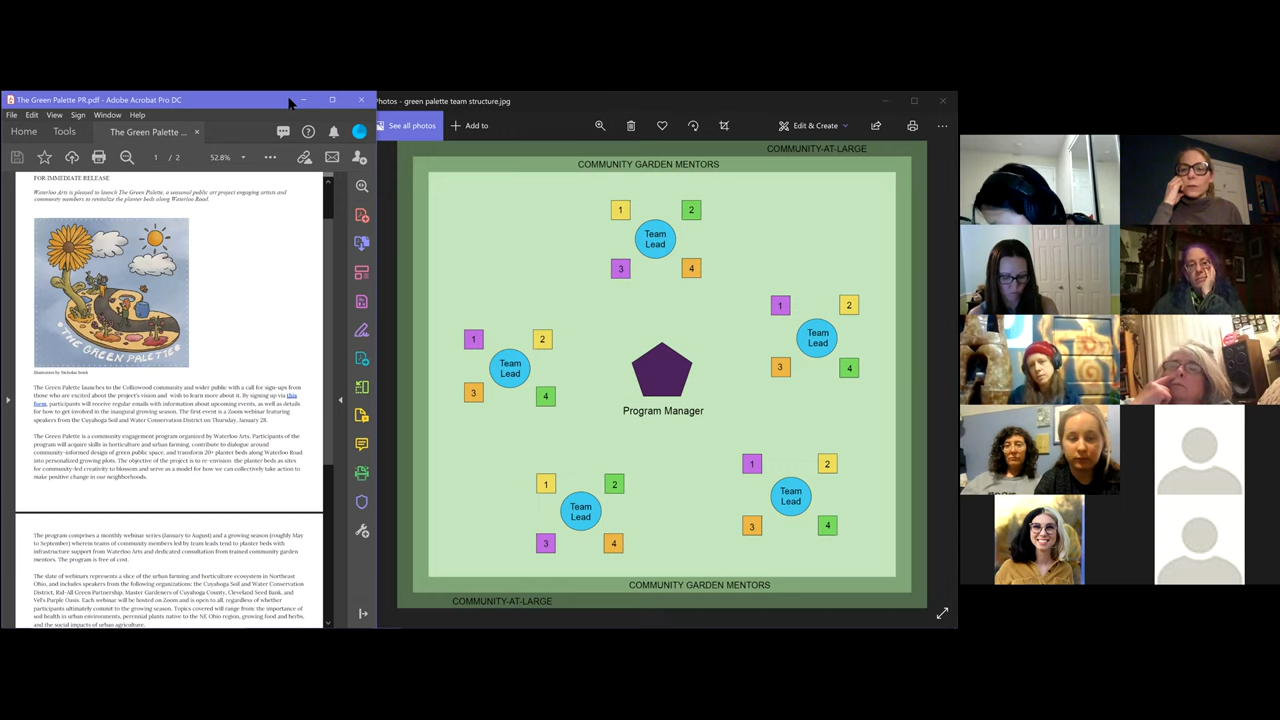 The Green Palette PR.pdf - Adobe Acrobat Pro DC
File Edit View Sign Window Help
Home Tools The Green Palette ... ×
1 / 2 52.8%
FOR IMMEDIATE RELEASE
Waterloo Arts is pleased to launch The Green Palette, a seasonal public art project engaging artists and
community members to revitalize the planter beds along Waterloo Road.
THE GREEN PALETTE
Illustration by Nicholas Smith
The Green Palette launches to the Collinwood community and wider public with a call for sign-ups from
those who are excited about the project's vision and wish to learn more about it. By signing up via this
form, participants will receive regular emails with information about upcoming events, as well as details
for how to get involved in the inaugural growing season. The first event is a Zoom webinar featuring
speakers from the Cuyahoga Soil and Water Conservation District on Thursday, January 28.
The Green Palette is a community engagement program organized by Waterloo Arts. Participants of the
program will acquire skills in horticulture and urban farming, contribute to dialogue around
community-informed design of green public space, and transform 20+ planter beds along Waterloo Road
into personalized growing plots. The objective of the project is to re-envision the planter beds as sites
for community-led creativity to blossom and serve as a model for how we can collectively take action to
make positive change in our neighborhoods.
The program comprises a monthly webinar series (January to August) and a growing season (roughly May
to September) wherein teams of community members led by team leads tend to planter beds with
infrastructure support from Waterloo Arts and dedicated consultation from trained community garden
mentors. The program is free of cost.
The slate of webinars represents a slice of the urban farming and horticulture ecosystem in Northeast
Ohio, and includes speakers from the following organizations: the Cuyahoga Soil and Water Conservation
District, Rid-All Green Partnership, Master Gardeners of Cuyahoga County, Cleveland Seed Bank, and
Vel's Purple Oasis. Each webinar will be hosted on Zoom and is open to all, regardless of whether
participants ultimately commit to the growing season. Topics covered will range from: the importance of
soil health in urban environments, perennial plants native to the NE Ohio region, growing food and herbs,
and the social impacts of urban agriculture.
Photos - green palette team structure.jpg
See all photos Add to Edit & Create
COMMUNITY-AT-LARGE
COMMUNITY GARDEN MENTORS
1 2
Team
Lead
3 4
1 2
Team
Lead
3 4
1 2
Team
Lead
3 4
Program Manager
1 2
Team
Lead
3 4
1 2
Team
Lead
3 4
COMMUNITY GARDEN MENTORS
COMMUNITY-AT-LARGE